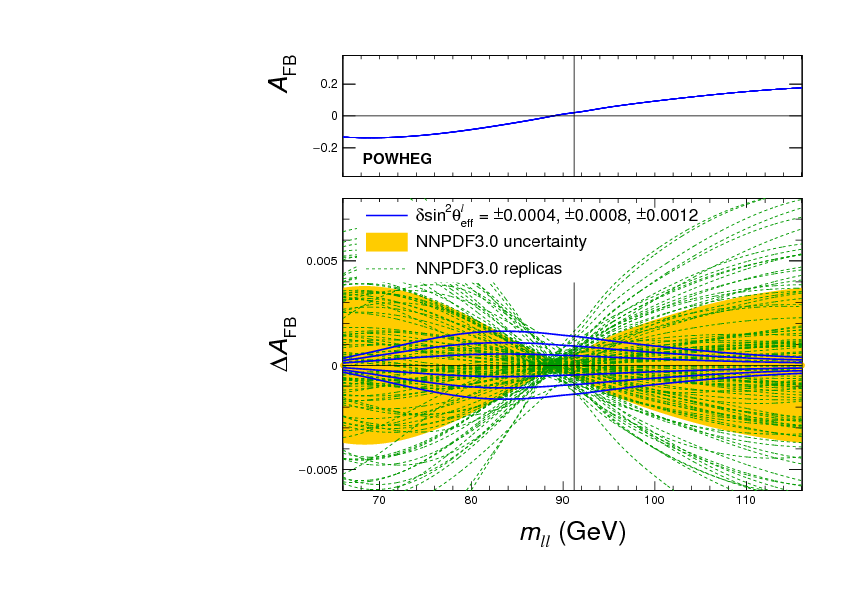 A_FB
0.2
0
−0.2
POWHEG
δsin²θ^l_eff = ±0.0004, ±0.0008, ±0.0012
NNPDF3.0 uncertainty
NNPDF3.0 replicas
ΔA_FB
0.005
0
−0.005
70 80 90 100 110
m_ll (GeV)